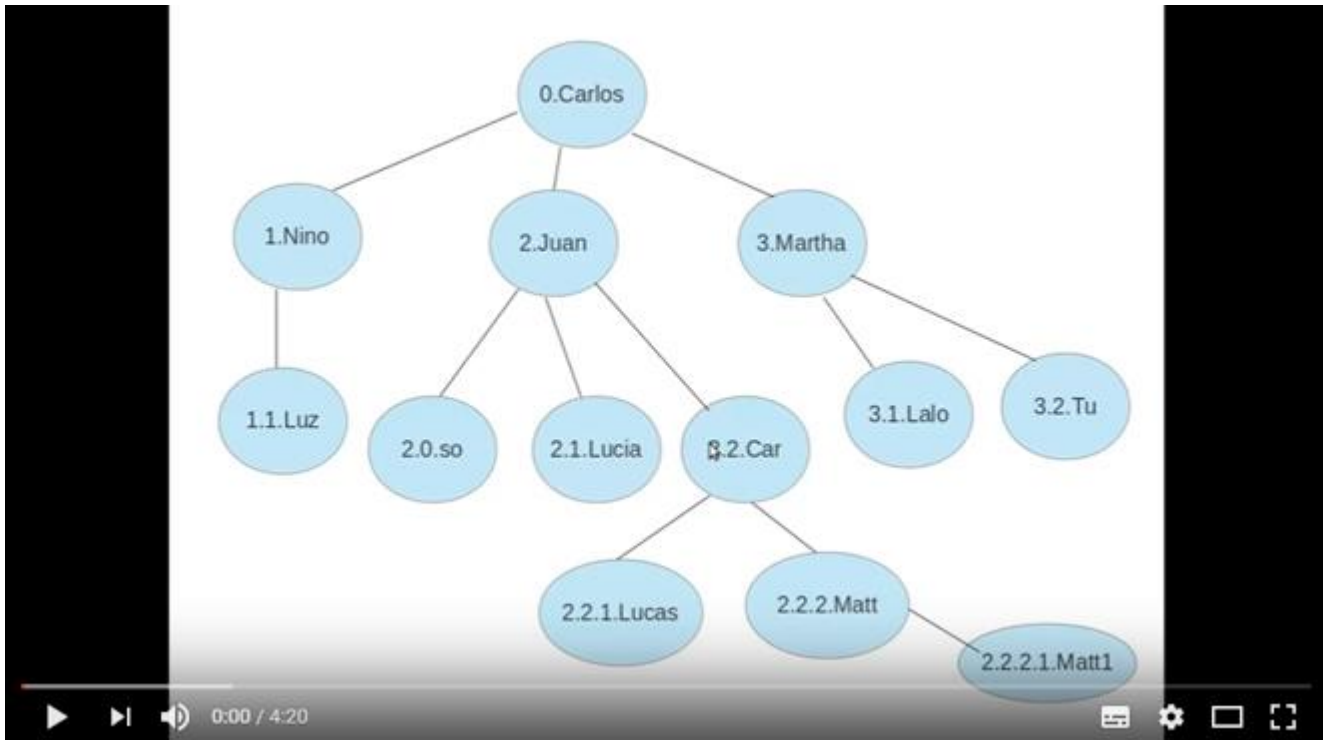 0.Carlos
1.Nino
2.Juan
3.Martha
1.1.Luz
2.0.so
2.1.Lucia
.2.Car
3.1.Lalo
3.2.Tu
2.2.1.Lucas
2.2.2.Matt
2.2.2.1.Matt1
0:00 / 4:20